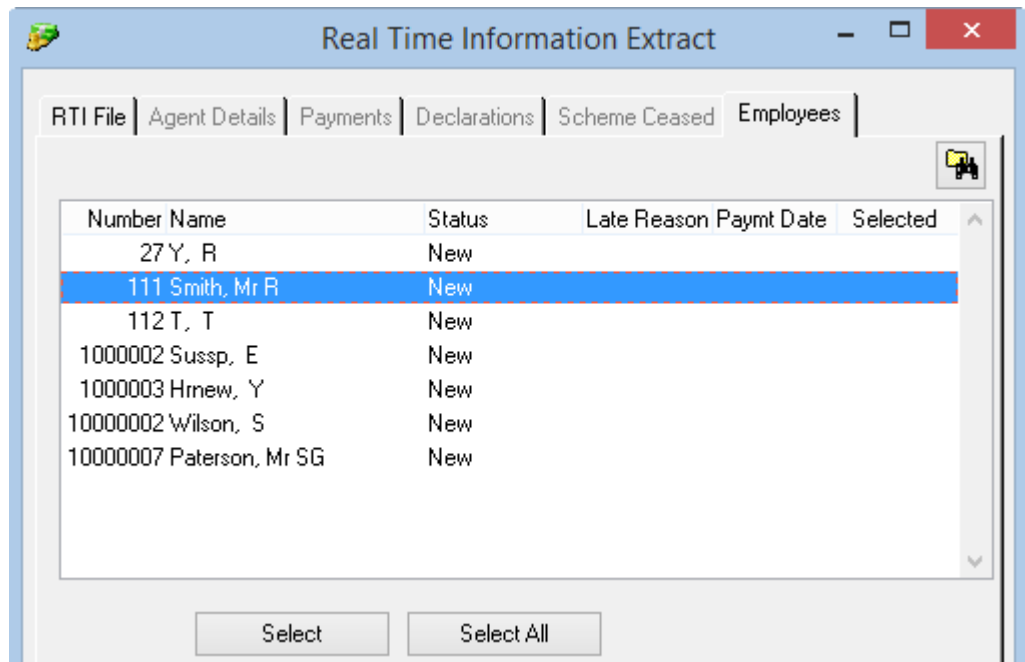 Real Time Information Extract
RTI File Agent Details Payments Declarations Scheme Ceased Employees
Number Name Status Late Reason Paymt Date Selected
27 Y, R New
111 Smith, Mr R New
112 T, T New
1000002 Sussp, E New
1000003 Hrnew, Y New
10000002 Wilson, S New
10000007 Paterson, Mr SG New
Select Select All